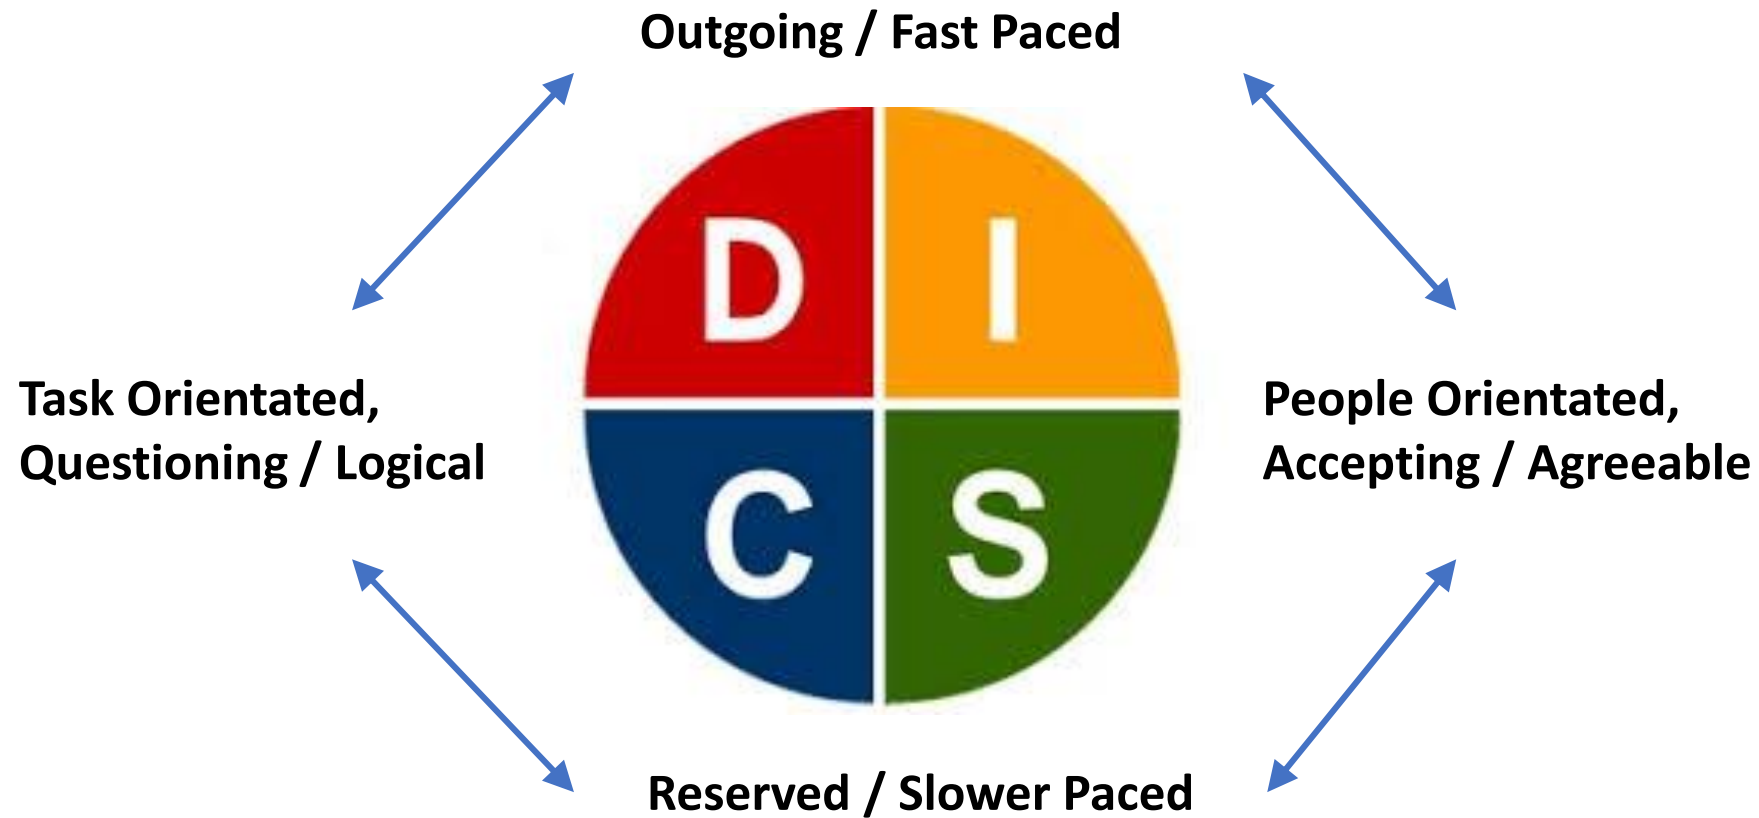 Outgoing / Fast Paced
D I
Task Orientated,
Questioning / Logical
People Orientated,
Accepting / Agreeable
C S
Reserved / Slower Paced